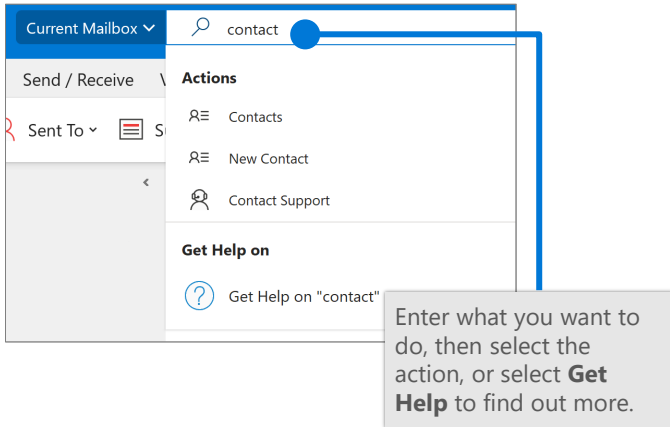 Current Mailbox
contact
Send / Receive
Actions
Contacts
Sent To
New Contact
Contact Support
Get Help on
Get Help on "contact"
Enter what you want to
do, then select the
action, or select Get
Help to find out more.